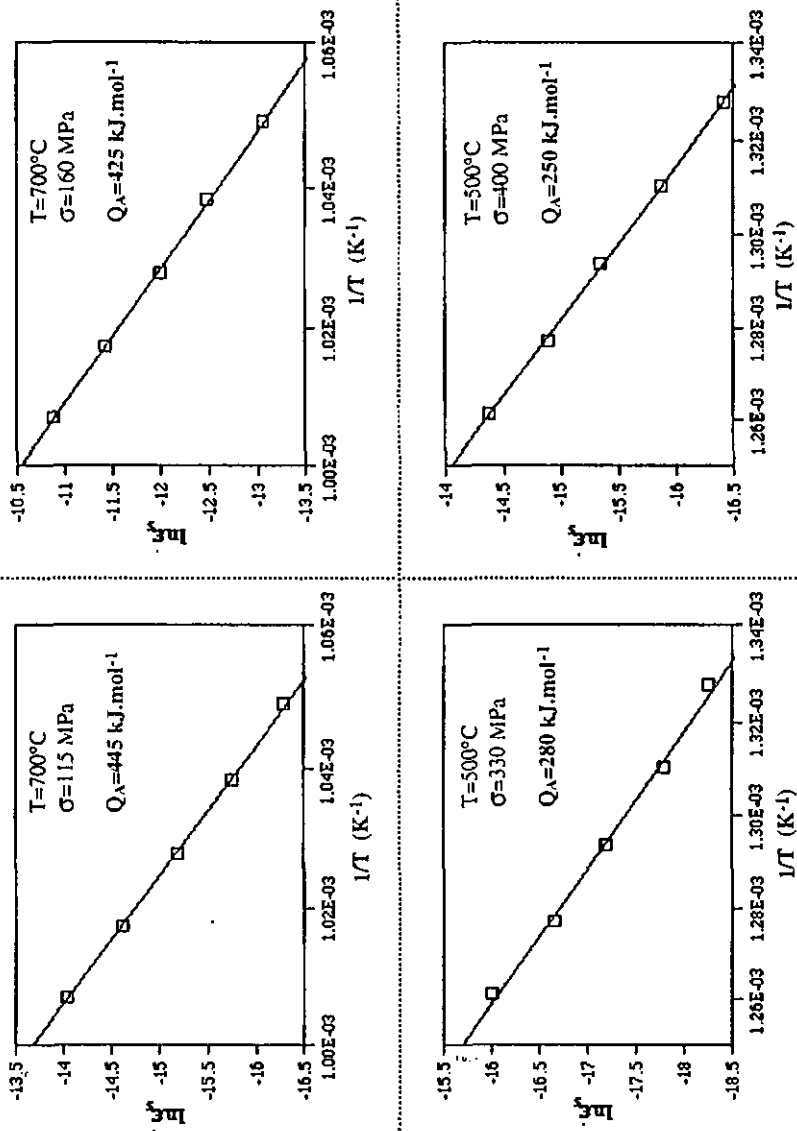 T=700°C
σ=115 MPa
Q_A=445 kJ.mol⁻¹
lnε̇ₛ
-13.5
-14
-14.5
-15
-15.5
-16
-16.5
1.00E-03 1.02E-03 1.04E-03 1.06E-03
1/T (K⁻¹)
T=700°C
σ=160 MPa
Q_A=425 kJ.mol⁻¹
lnε̇ₛ
-10.5
-11
-11.5
-12
-12.5
-13
-13.5
1.00E-03 1.02E-03 1.04E-03 1.06E-03
1/T (K⁻¹)
T=500°C
σ=330 MPa
Q_A=280 kJ.mol⁻¹
lnε̇ₛ
-15.5
-16
-16.5
-17
-17.5
-18
-18.5
1.26E-03 1.28E-03 1.30E-03 1.32E-03 1.34E-03
1/T (K⁻¹)
T=500°C
σ=400 MPa
Q_A=250 kJ.mol⁻¹
lnε̇ₛ
-14
-14.5
-15
-15.5
-16
-16.5
1.26E-03 1.28E-03 1.30E-03 1.32E-03 1.34E-03
1/T (K⁻¹)